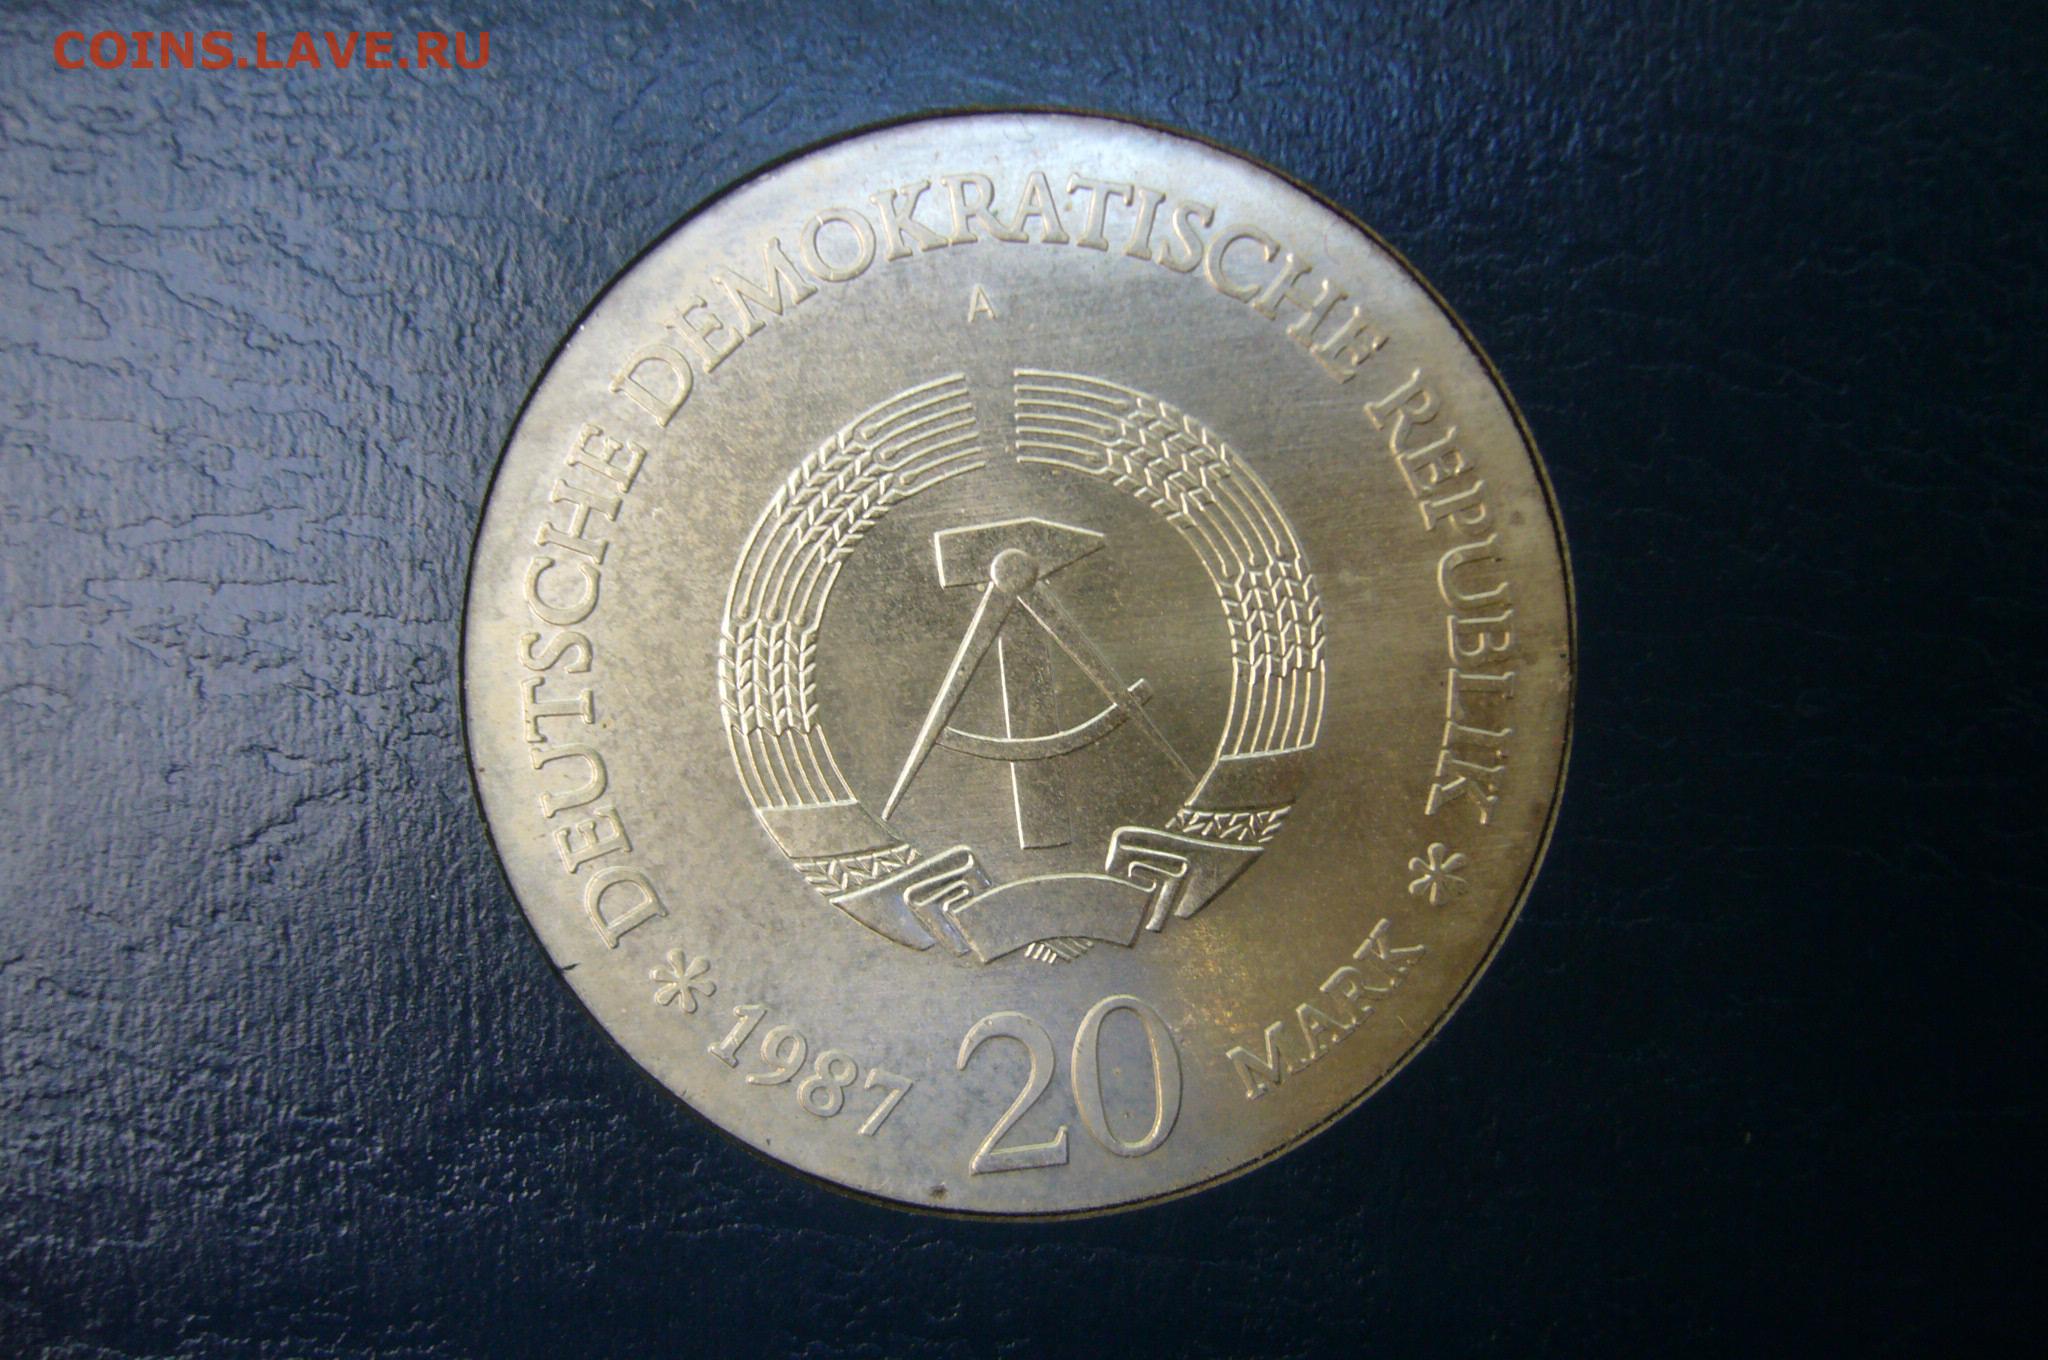 COINS.LAVE.RU
DEUTSCHE DEMOKRATISCHE REPUBLIK
A
* 1987 20 MARK *